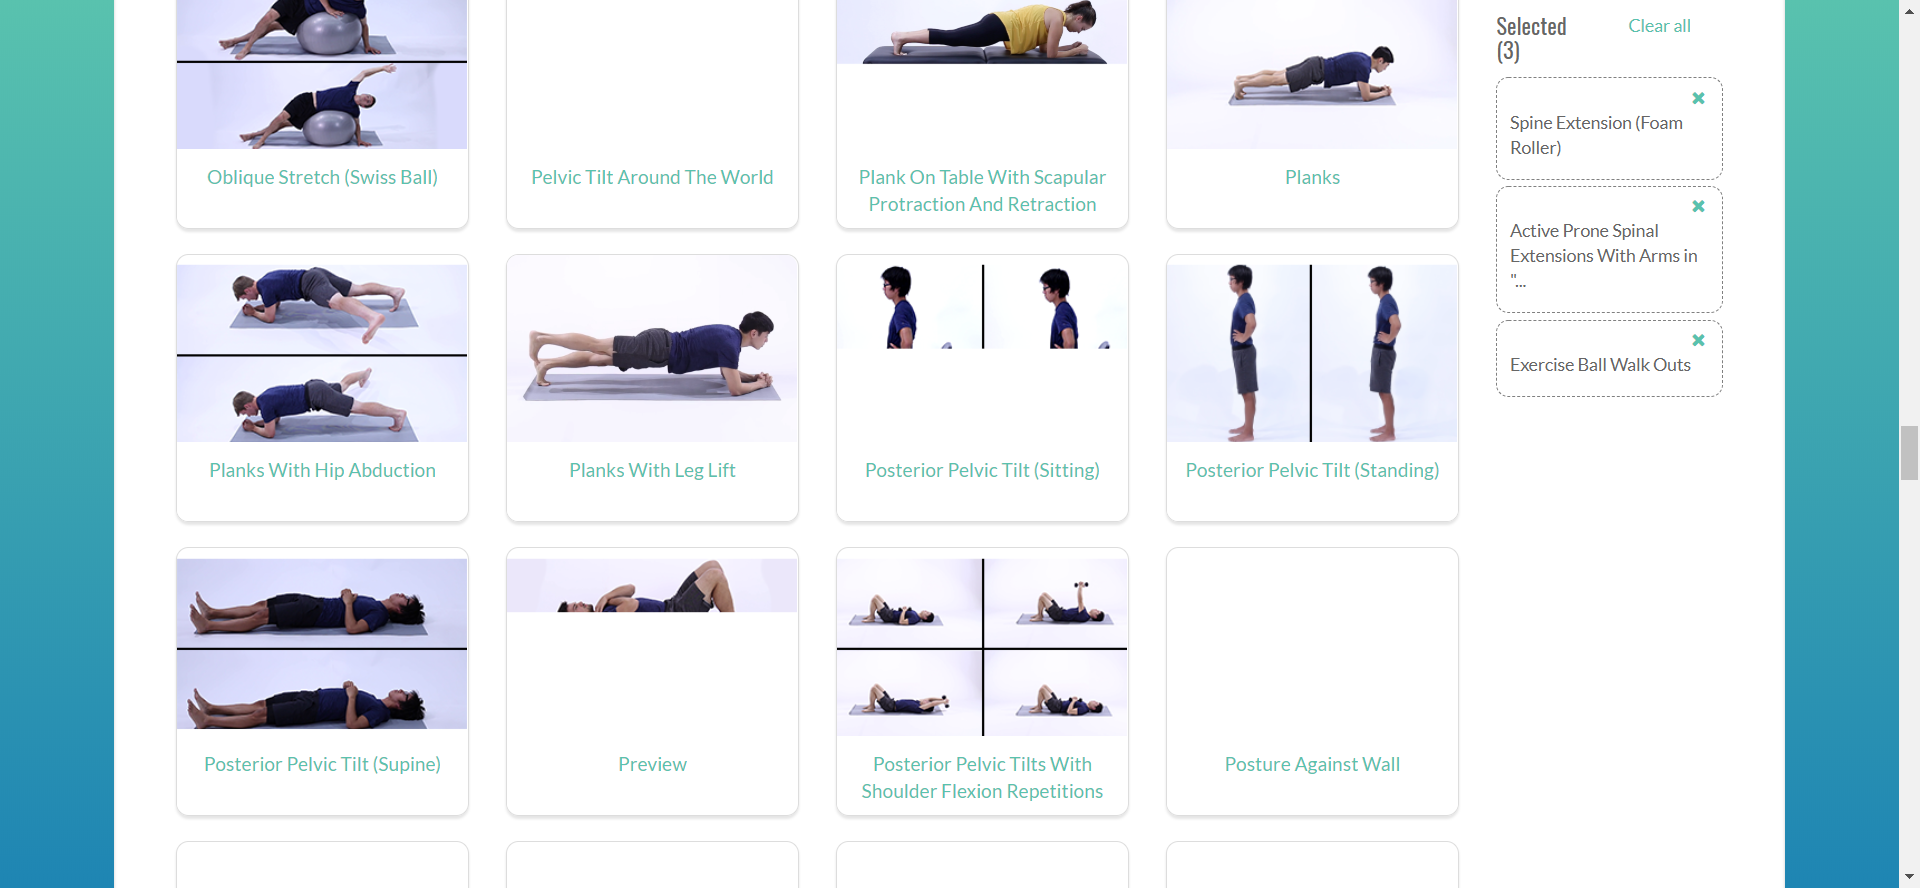 Oblique Stretch (Swiss Ball)
Pelvic Tilt Around The World
Plank On Table With Scapular
Protraction And Retraction
Planks
Planks With Hip Abduction
Planks With Leg Lift
Posterior Pelvic Tilt (Sitting)
Posterior Pelvic Tilt (Standing)
Posterior Pelvic Tilt (Supine)
Preview
Posterior Pelvic Tilts With
Shoulder Flexion Repetitions
Posture Against Wall
Selected
(3)
Clear all
Spine Extension (Foam
Roller)
Active Prone Spinal
Extensions With Arms in
"...
Exercise Ball Walk Outs